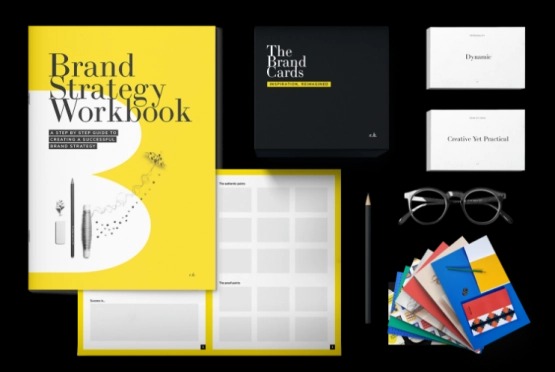 Brand
Strategy
Workbook
A STEP BY STEP GUIDE TO
CREATING A SUCCESSFUL
BRAND STRATEGY
The
Brand
Cards
INSPIRATION, REIMAGINED
Dynamic
Creative Yet Practical